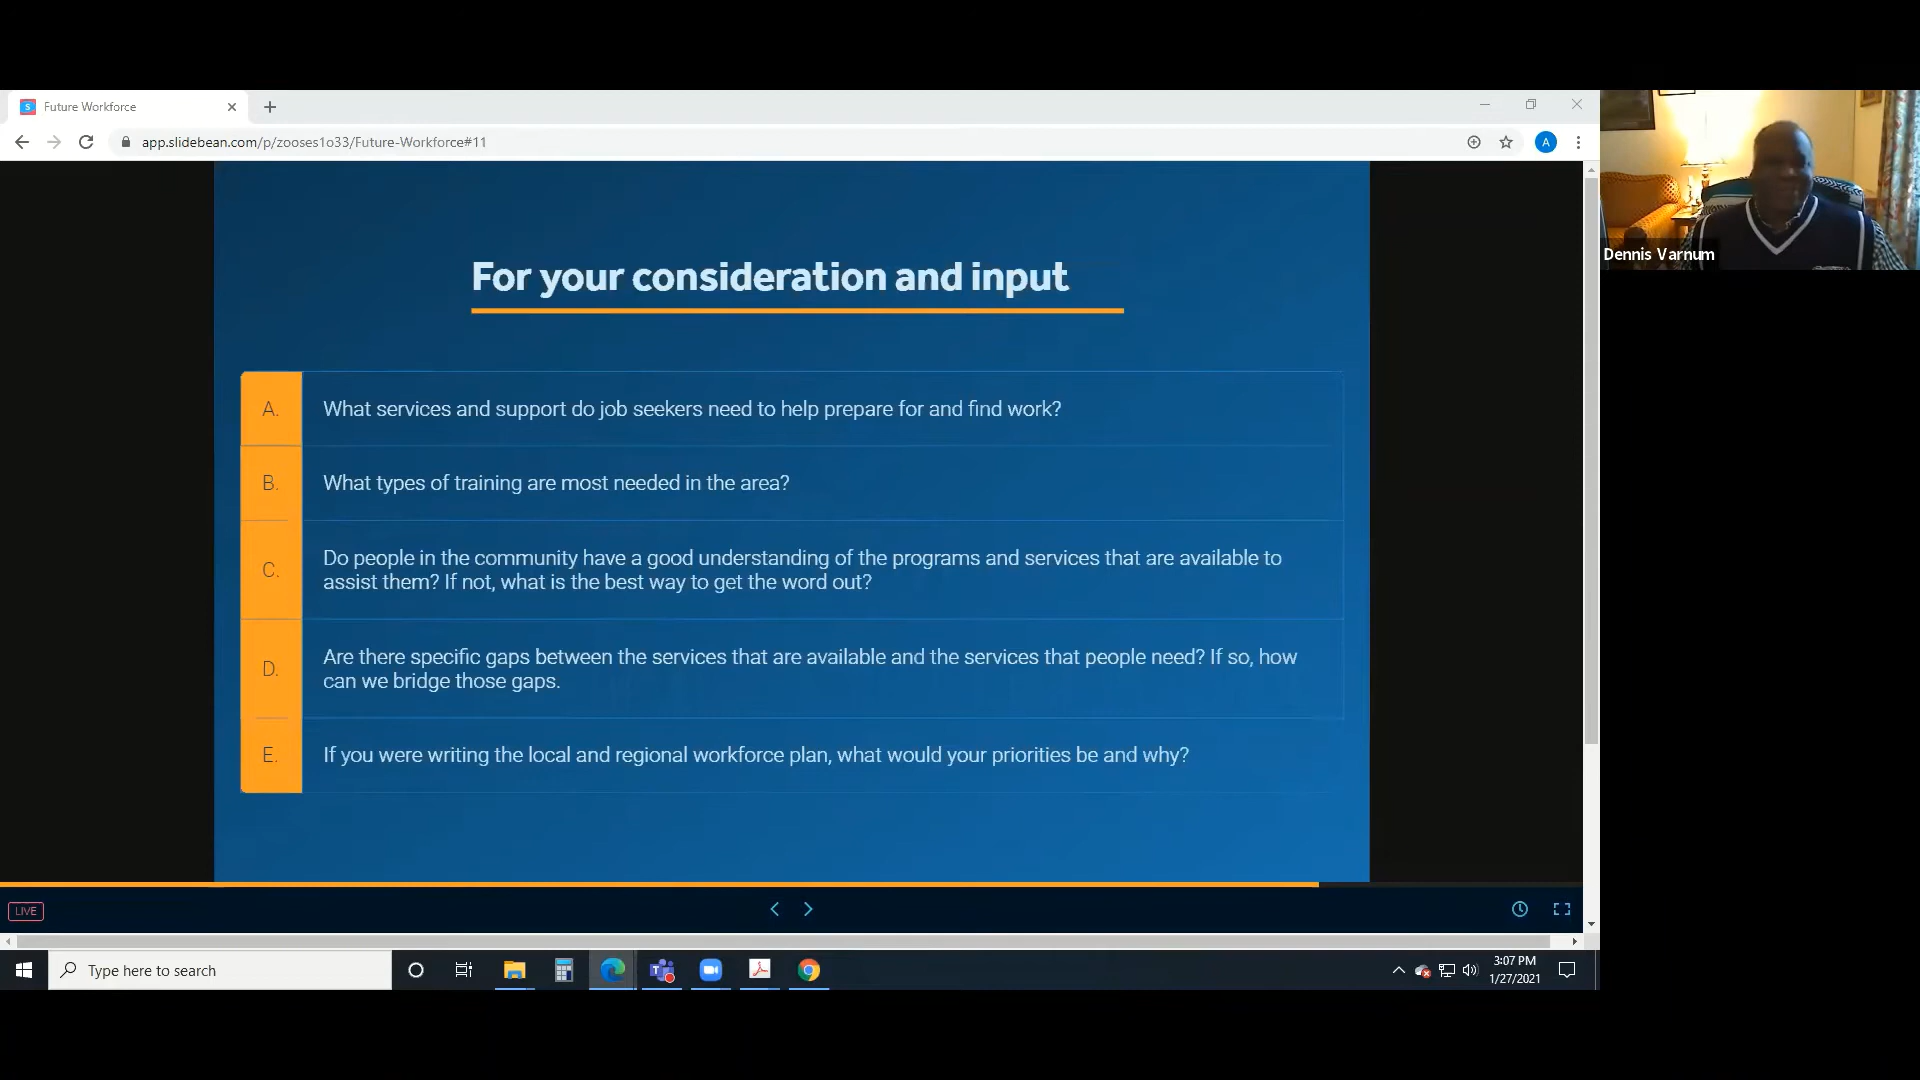 Future Workforce
app.slidebean.com/p/zooses1o33/Future-Workforce#11
A
Dennis Varnum
For your consideration and input
A.
What services and support do job seekers need to help prepare for and find work?
B.
What types of training are most needed in the area?
C.
Do people in the community have a good understanding of the programs and services that are available to
assist them? If not, what is the best way to get the word out?
D.
Are there specific gaps between the services that are available and the services that people need? If so, how
can we bridge those gaps.
E.
If you were writing the local and regional workforce plan, what would your priorities be and why?
LIVE
Type here to search
3:07 PM
1/27/2021